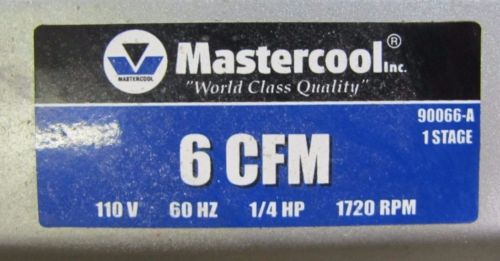 MASTERCOOL
Mastercool Inc.®
"World Class Quality"
90066-A
1 STAGE
6 CFM
110 V 60 HZ 1/4 HP 1720 RPM